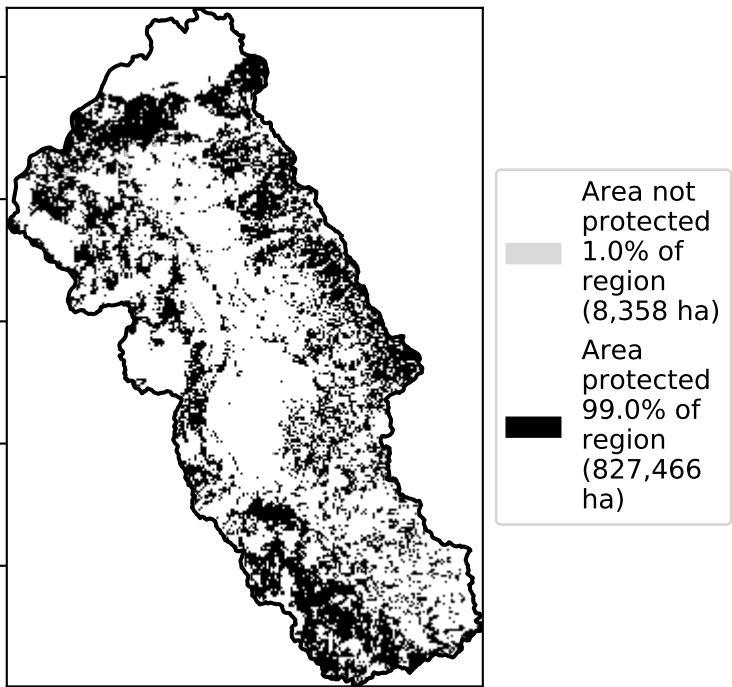 Area not
protected
1.0% of
region
(8,358 ha)
Area
protected
99.0% of
region
(827,466
ha)